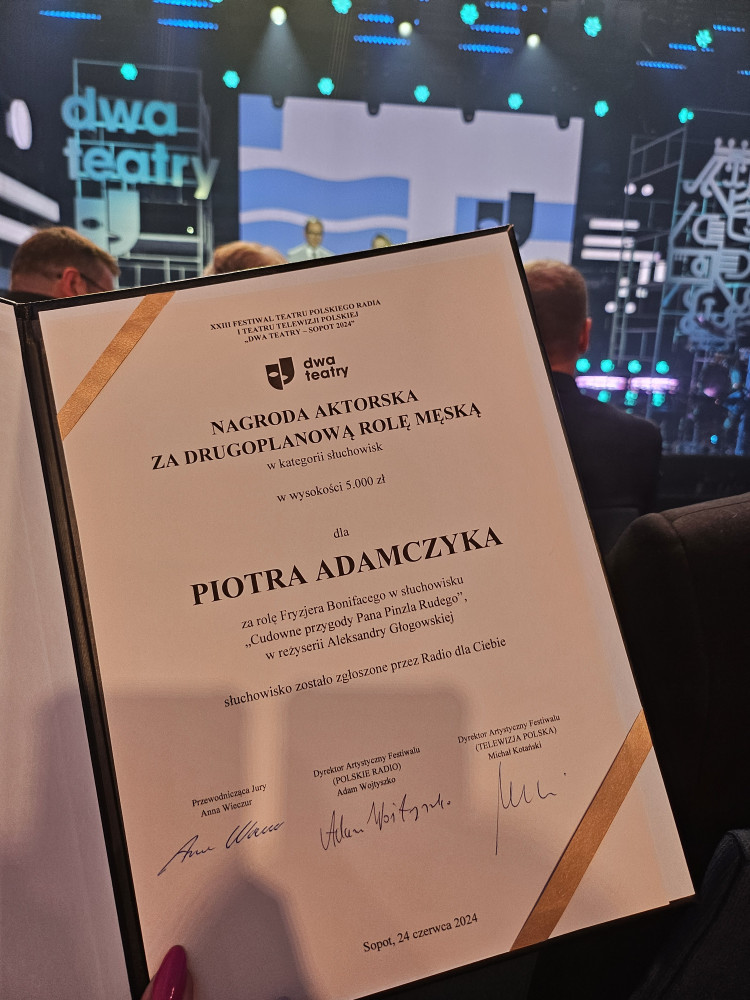 dwa
teatry
XXIII FESTIWAL TEATRU POLSKIEGO RADIA
I TEATRU TELEWIZJI POLSKIEJ
„DWA TEATRY – SOPOT 2024”
dwa
teatry
NAGRODA AKTORSKA
ZA DRUGOPLANOWĄ ROLĘ MĘSKĄ
w kategorii słuchowisk
w wysokości 5.000 zł
dla
PIOTRA ADAMCZYKA
za rolę Fryzjera Bonifacego w słuchowisku
„Cudowne przygody Pana Pinzla Rudego”,
w reżyserii Aleksandry Głogowskiej
słuchowisko zostało zgłoszone przez Radio dla Ciebie
Przewodnicząca Jury
Anna Wieczur
Dyrektor Artystyczny Festiwalu
(POLSKIE RADIO)
Adam Wojtyszko
Dyrektor Artystyczny Festiwalu
(TELEWIZJA POLSKA)
Michał Kotański
Adam Wojtyszko
Sopot, 24 czerwca 2024